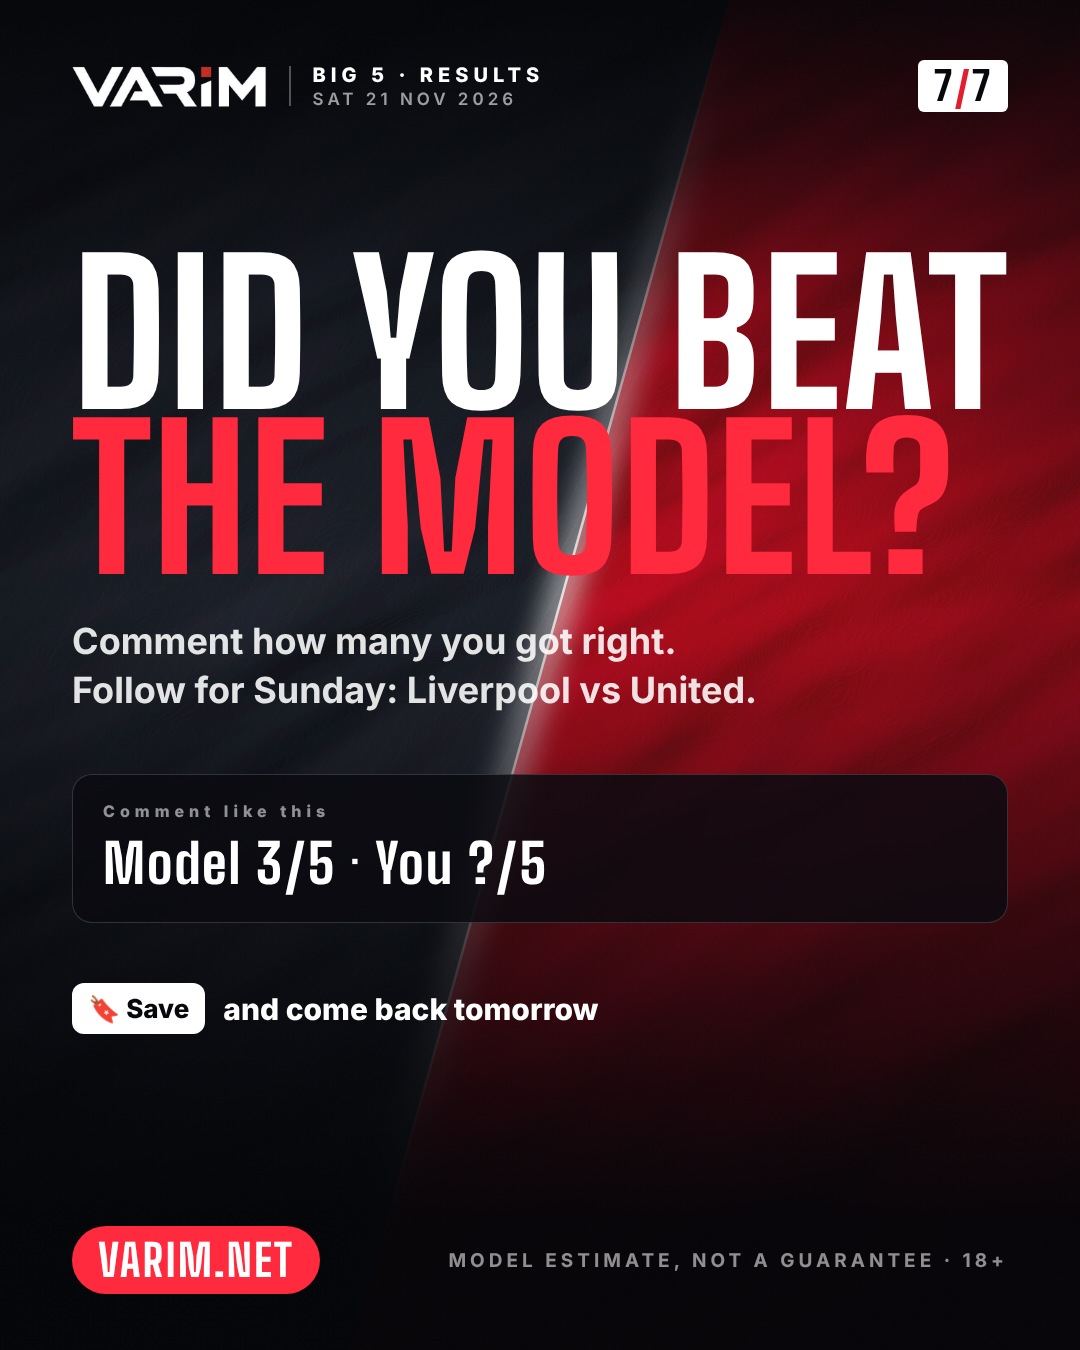 VARiM
BIG 5 · RESULTS
SAT 21 NOV 2026
7/7
DID YOU BEAT
THE MODEL?
Comment how many you got right.
Follow for Sunday: Liverpool vs United.
Comment like this
Model 3/5 · You ?/5
🔖 Save and come back tomorrow
VARIM.NET
MODEL ESTIMATE, NOT A GUARANTEE · 18+